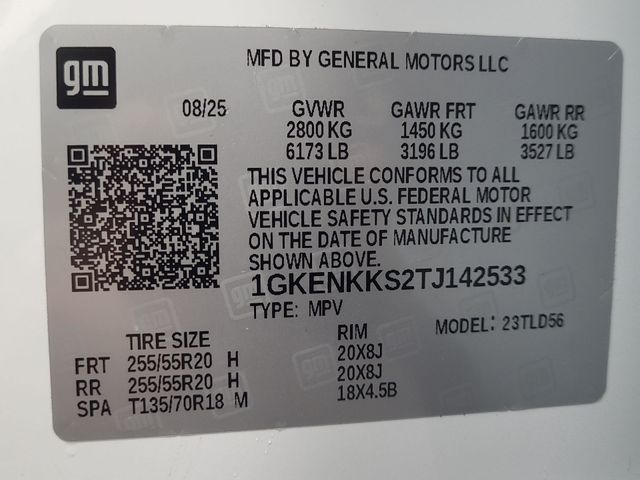 gm
MFD BY GENERAL MOTORS LLC
08/25 GVWR GAWR FRT GAWR RR
2800 KG 1450 KG 1600 KG
6173 LB 3196 LB 3527 LB
THIS VEHICLE CONFORMS TO ALL
APPLICABLE U.S. FEDERAL MOTOR
VEHICLE SAFETY STANDARDS IN EFFECT
ON THE DATE OF MANUFACTURE
SHOWN ABOVE.
1GKENKKS2TJ142533
TYPE: MPV MODEL: 23TLD56
TIRE SIZE RIM
FRT 255/55R20 H 20X8J
RR 255/55R20 H 20X8J
SPA T135/70R18 M 18X4.5B